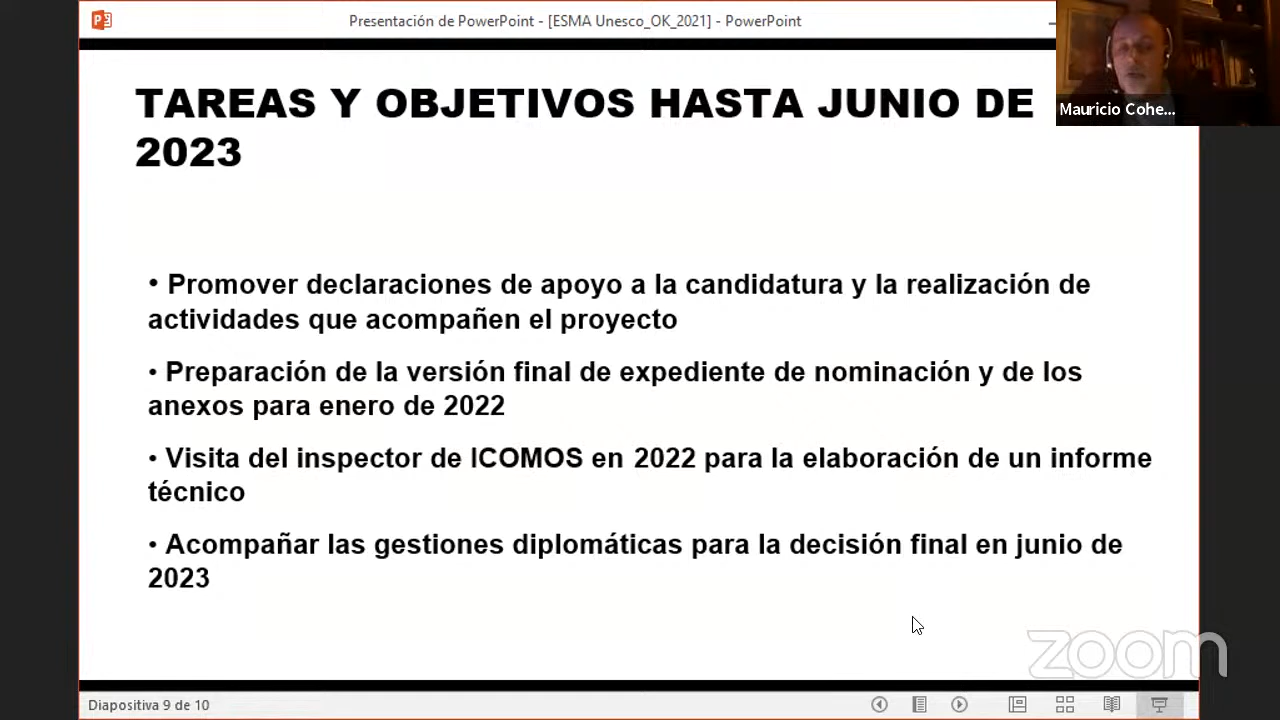 Presentación de PowerPoint - [ESMA Unesco_OK_2021] - PowerPoint
Mauricio Cohe...
TAREAS Y OBJETIVOS HASTA JUNIO DE
2023
• Promover declaraciones de apoyo a la candidatura y la realización de
actividades que acompañen el proyecto
• Preparación de la versión final de expediente de nominación y de los
anexos para enero de 2022
• Visita del inspector de ICOMOS en 2022 para la elaboración de un informe
técnico
• Acompañar las gestiones diplomáticas para la decisión final en junio de
2023
zoom
Diapositiva 9 de 10